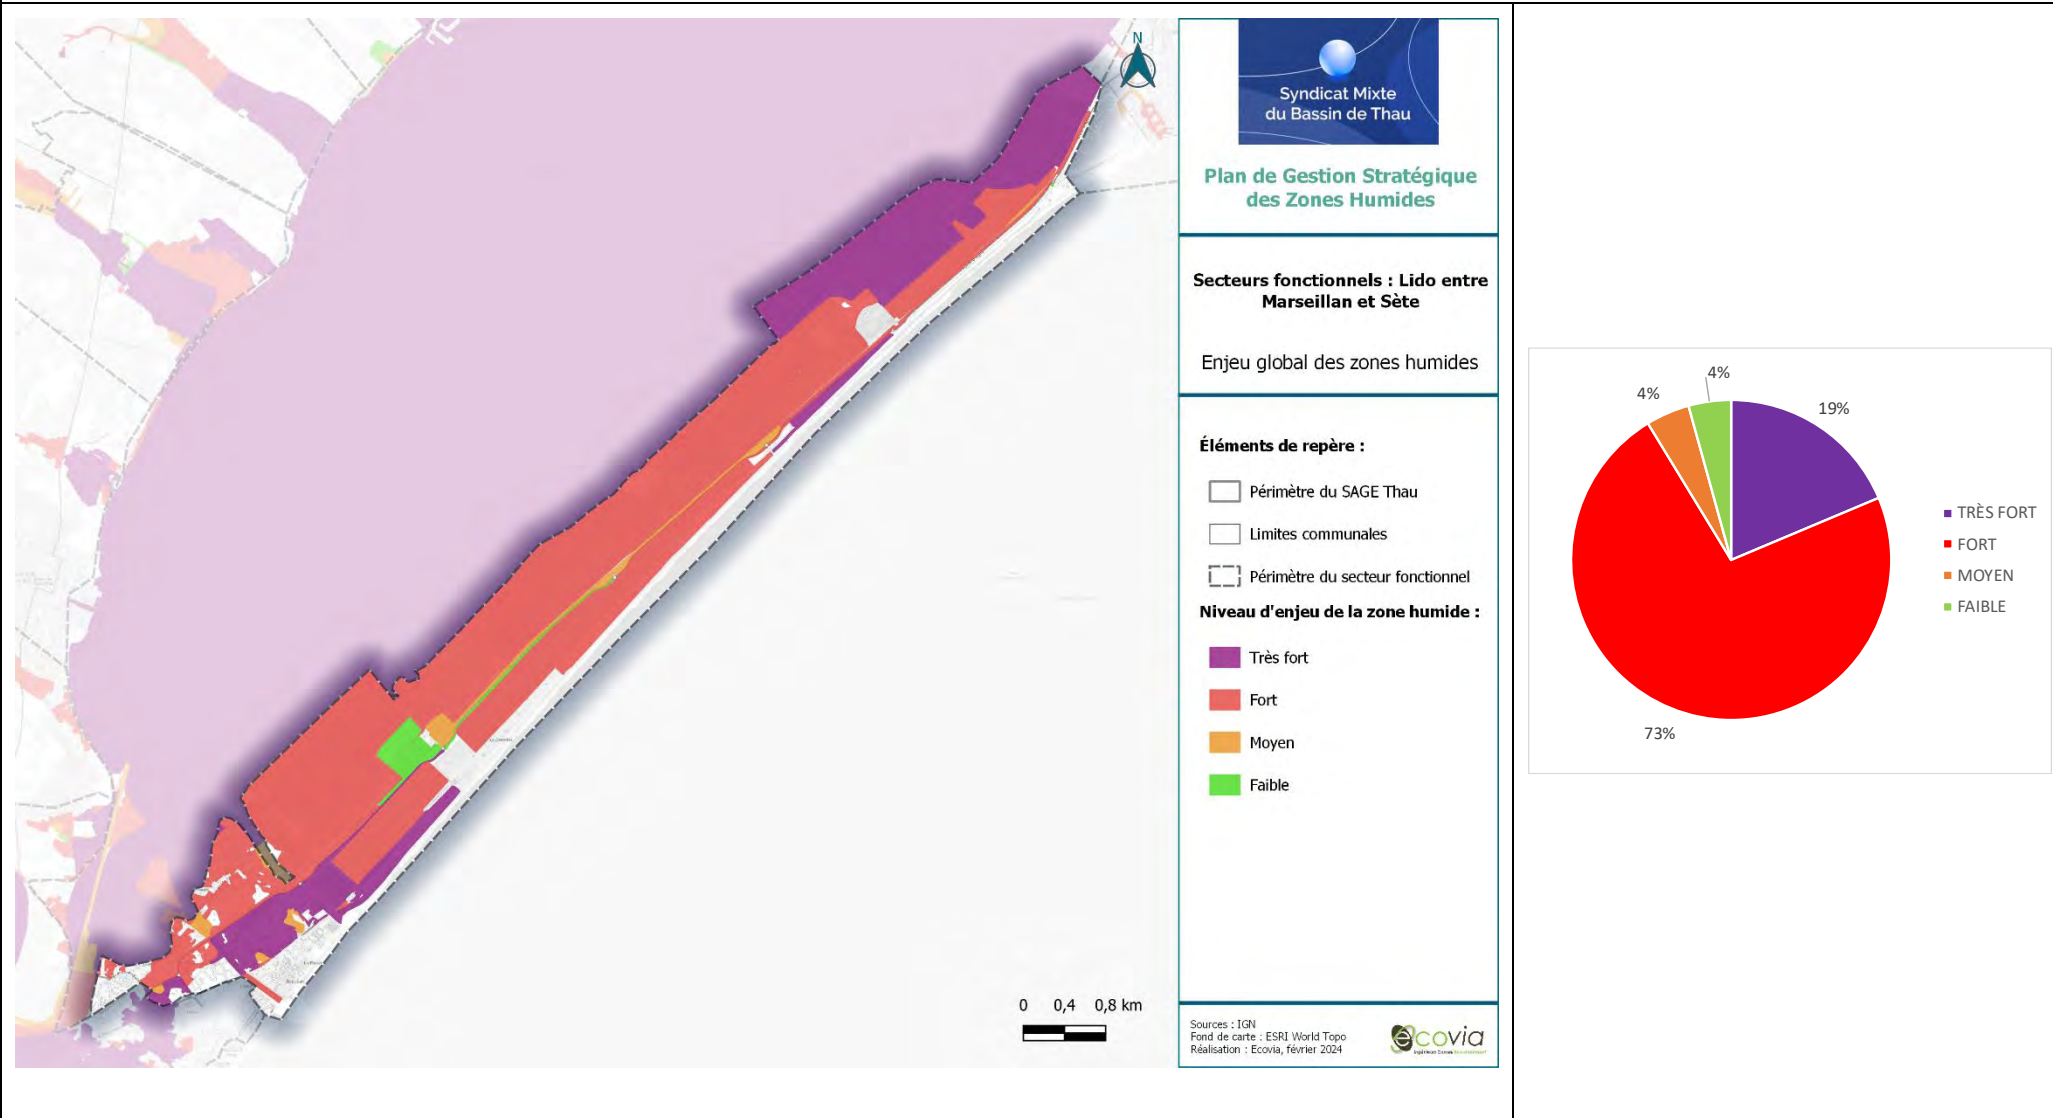 N
Syndicat Mixte
du Bassin de Thau
Plan de Gestion Stratégique
des Zones Humides
Secteurs fonctionnels : Lido entre
Marseillan et Sète
Enjeu global des zones humides
Éléments de repère :
Périmètre du SAGE Thau
Limites communales
Périmètre du secteur fonctionnel
Niveau d'enjeu de la zone humide :
Très fort
Fort
Moyen
Faible
0 0,4 0,8 km
Sources : IGN
Fond de carte : ESRI World Topo
Réalisation : Ecovia, février 2024
ecovia
4%
4%
19%
73%
TRÈS FORT
FORT
MOYEN
FAIBLE